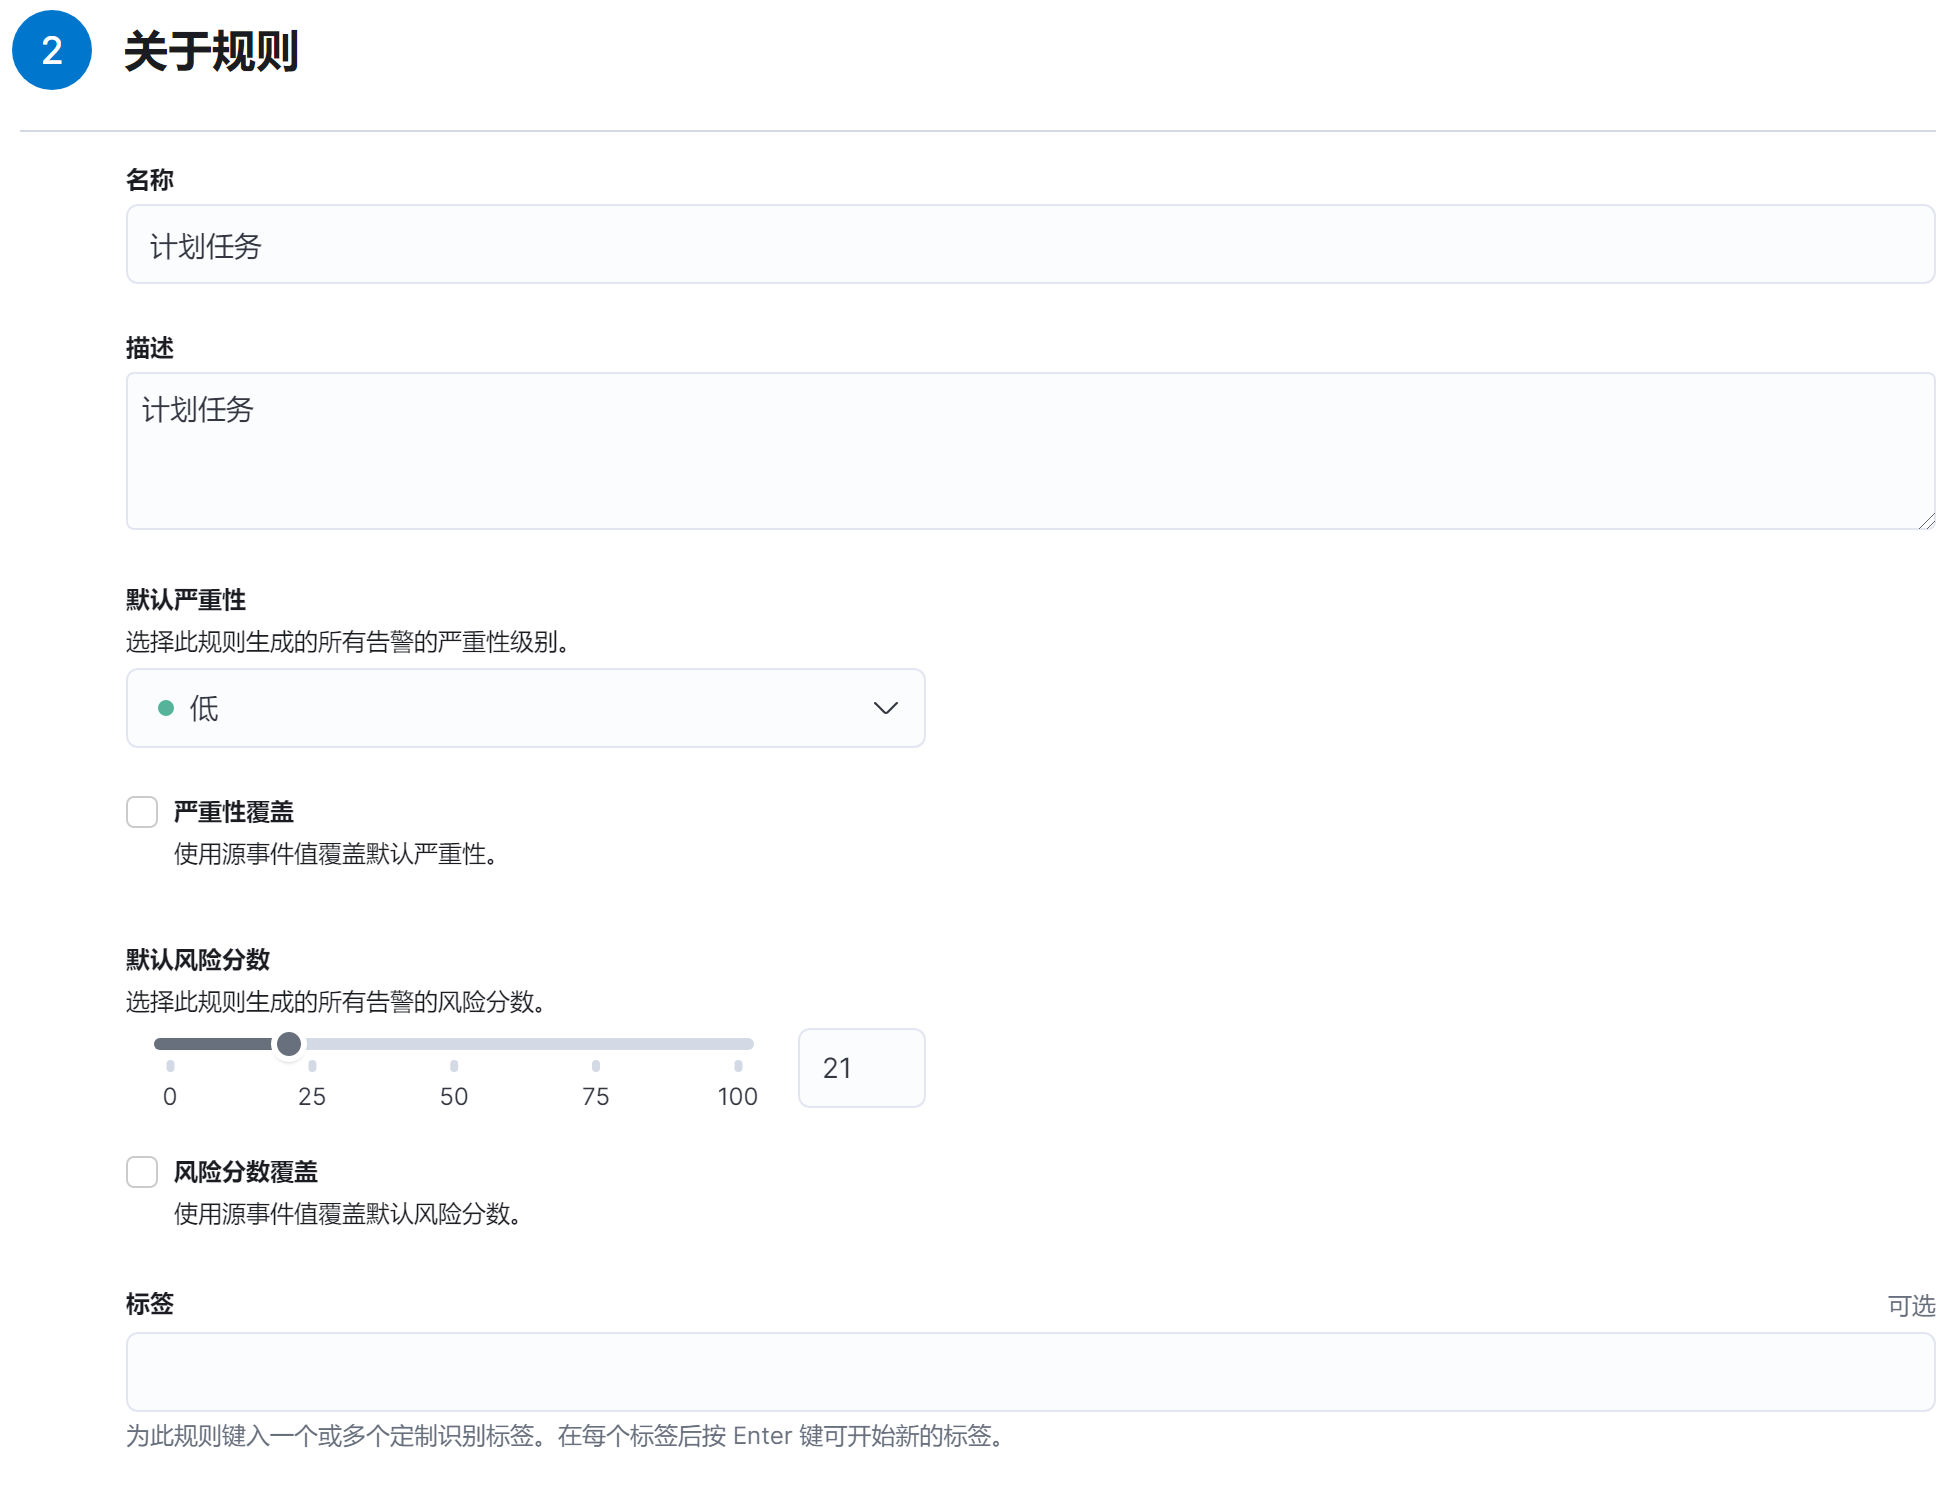 2
关于规则
名称
计划任务
描述
计划任务
默认严重性
选择此规则生成的所有告警的严重性级别。
低
严重性覆盖
使用源事件值覆盖默认严重性。
默认风险分数
选择此规则生成的所有告警的风险分数。
21
0 25 50 75 100
风险分数覆盖
使用源事件值覆盖默认风险分数。
标签 可选
为此规则键入一个或多个定制识别标签。在每个标签后按 Enter 键可开始新的标签。